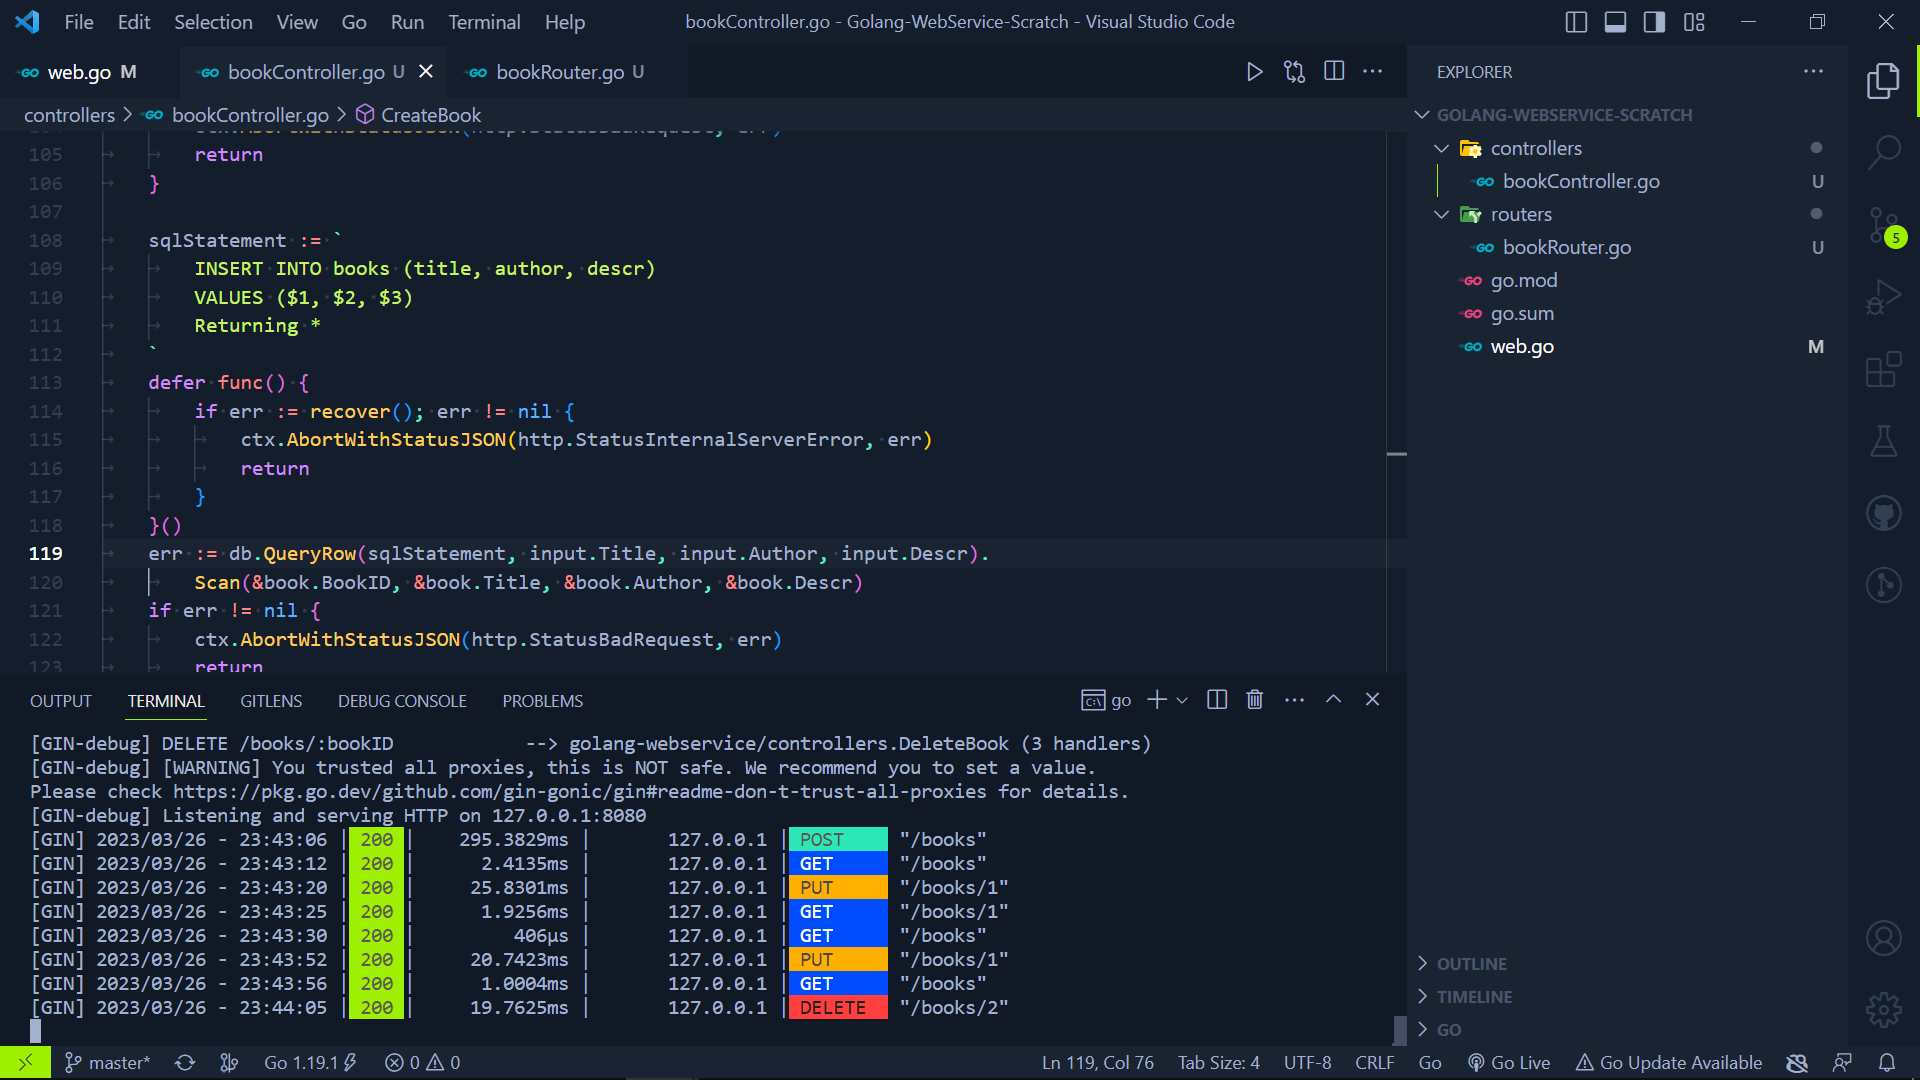 File Edit Selection View Go Run Terminal Help
bookController.go - Golang-WebService-Scratch - Visual Studio Code
web.go M
bookController.go U
bookRouter.go U
controllers > bookController.go > CreateBook
105 return
106 }
107
108 sqlStatement := `
109 INSERT INTO books (title, author, descr)
110 VALUES ($1, $2, $3)
111 Returning *
112 `
113 defer func() {
114 if err := recover(); err != nil {
115 ctx.AbortWithStatusJSON(http.StatusInternalServerError, err)
116 return
117 }
118 }()
119 err := db.QueryRow(sqlStatement, input.Title, input.Author, input.Descr).
120 Scan(&book.BookID, &book.Title, &book.Author, &book.Descr)
121 if err != nil {
122 ctx.AbortWithStatusJSON(http.StatusBadRequest, err)
123 return
OUTPUT TERMINAL GITLENS DEBUG CONSOLE PROBLEMS
go
[GIN-debug] DELETE /books/:bookID --> golang-webservice/controllers.DeleteBook (3 handlers)
[GIN-debug] [WARNING] You trusted all proxies, this is NOT safe. We recommend you to set a value.
Please check https://pkg.go.dev/github.com/gin-gonic/gin#readme-don-t-trust-all-proxies for details.
[GIN-debug] Listening and serving HTTP on 127.0.0.1:8080
[GIN] 2023/03/26 - 23:43:06 | 200 | 295.3829ms | 127.0.0.1 | POST "/books"
[GIN] 2023/03/26 - 23:43:12 | 200 | 2.4135ms | 127.0.0.1 | GET "/books"
[GIN] 2023/03/26 - 23:43:20 | 200 | 25.8301ms | 127.0.0.1 | PUT "/books/1"
[GIN] 2023/03/26 - 23:43:25 | 200 | 1.9256ms | 127.0.0.1 | GET "/books/1"
[GIN] 2023/03/26 - 23:43:30 | 200 | 406µs | 127.0.0.1 | GET "/books"
[GIN] 2023/03/26 - 23:43:52 | 200 | 20.7423ms | 127.0.0.1 | PUT "/books/1"
[GIN] 2023/03/26 - 23:43:56 | 200 | 1.0004ms | 127.0.0.1 | GET "/books"
[GIN] 2023/03/26 - 23:44:05 | 200 | 19.7625ms | 127.0.0.1 | DELETE "/books/2"
EXPLORER
GOLANG-WEBSERVICE-SCRATCH
controllers
bookController.go U
routers
bookRouter.go U
go.mod
go.sum
web.go M
OUTLINE
TIMELINE
GO
5
master* Go 1.19.1 0 0
Ln 119, Col 76 Tab Size: 4 UTF-8 CRLF Go Go Live Go Update Available